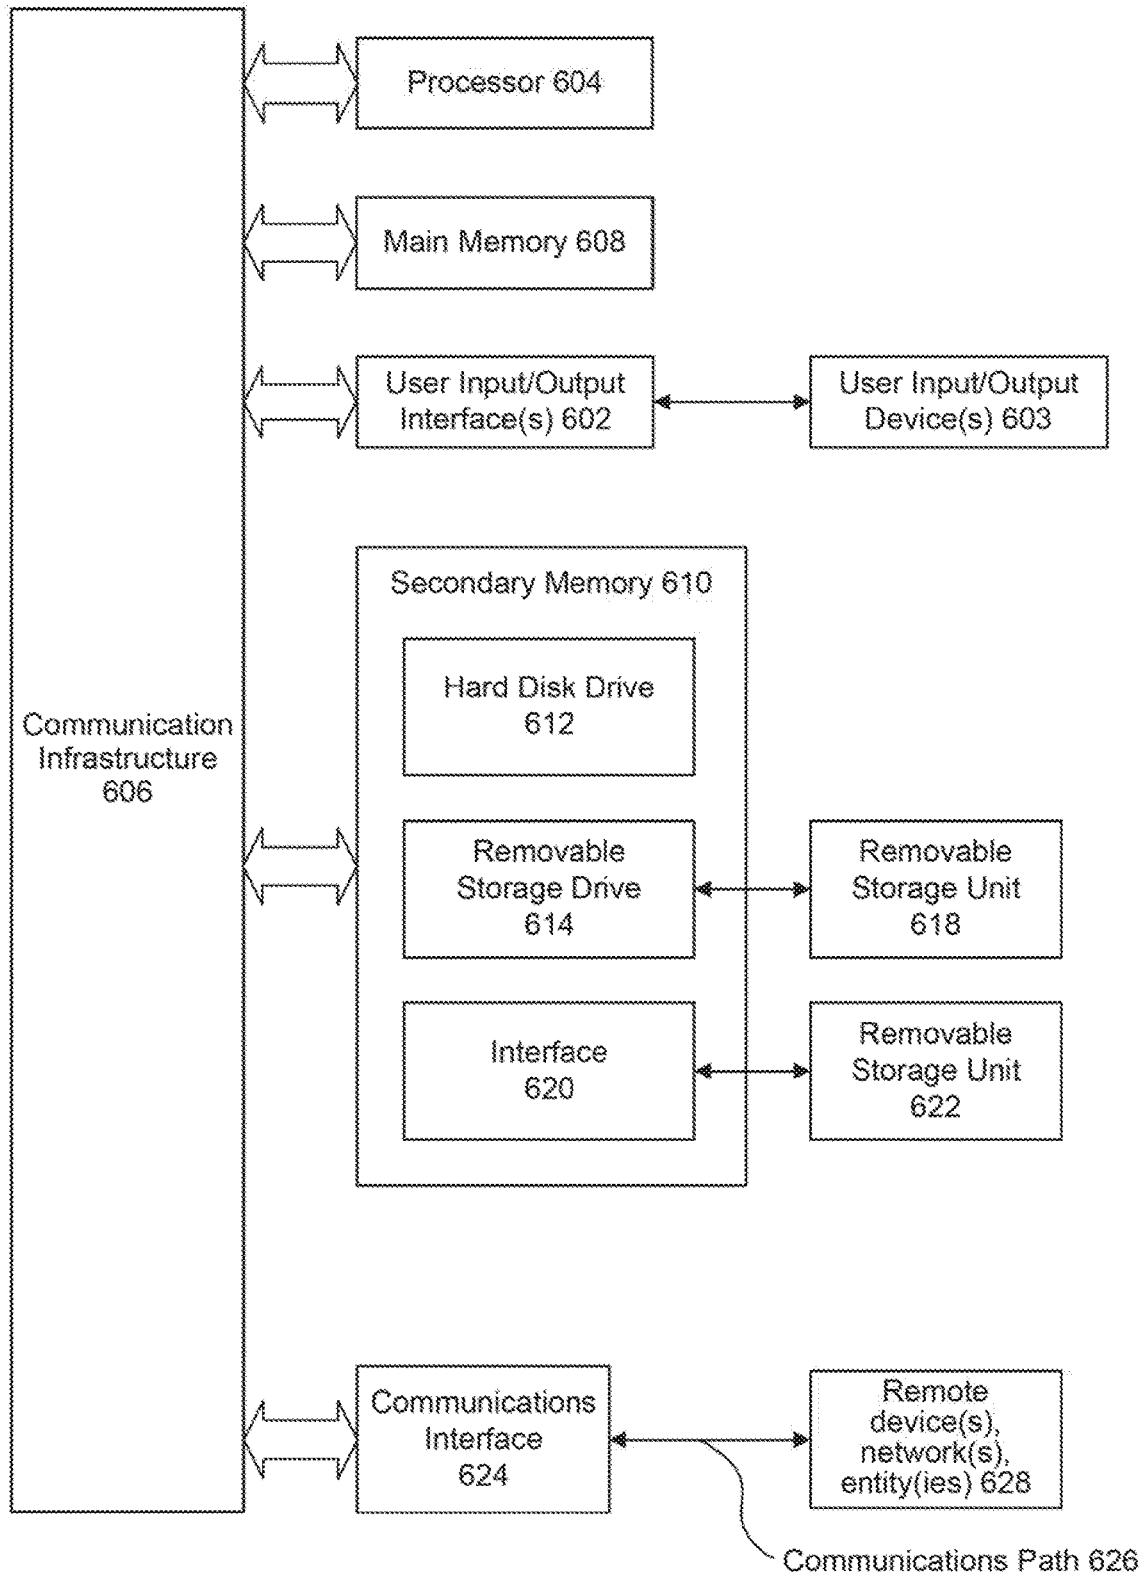 Processor 604
Main Memory 608
User Input/Output
Interface(s) 602
User Input/Output
Device(s) 603
Secondary Memory 610
Hard Disk Drive
612
Communication
Infrastructure
606
Removable
Storage Drive
614
Removable
Storage Unit
618
Interface
620
Removable
Storage Unit
622
Communications
Interface
624
Remote
device(s),
network(s),
entity(ies) 628
Communications Path 626